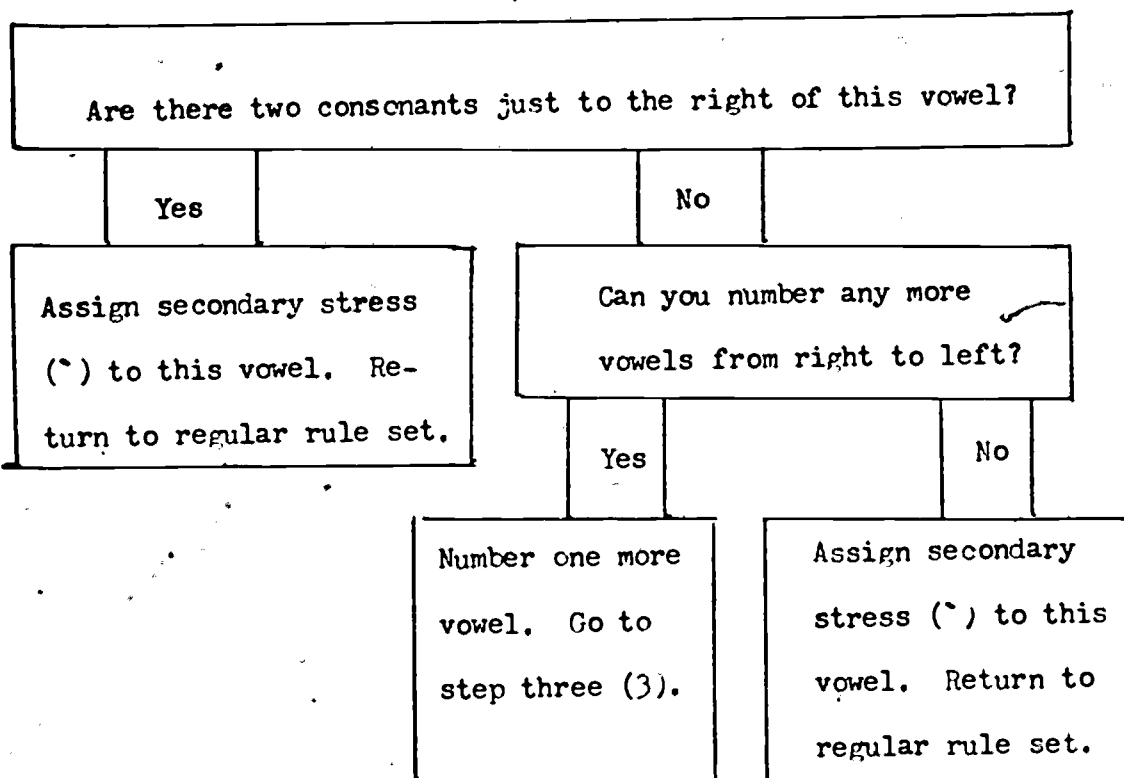 Are there two consonants just to the right of this vowel?
Yes
No
Assign secondary stress
(`) to this vowel. Re-
turn to regular rule set.
Can you number any more
vowels from right to left?
Yes
No
Number one more
vowel. Go to
step three (3).
Assign secondary
stress (`) to this
vowel. Return to
regular rule set.